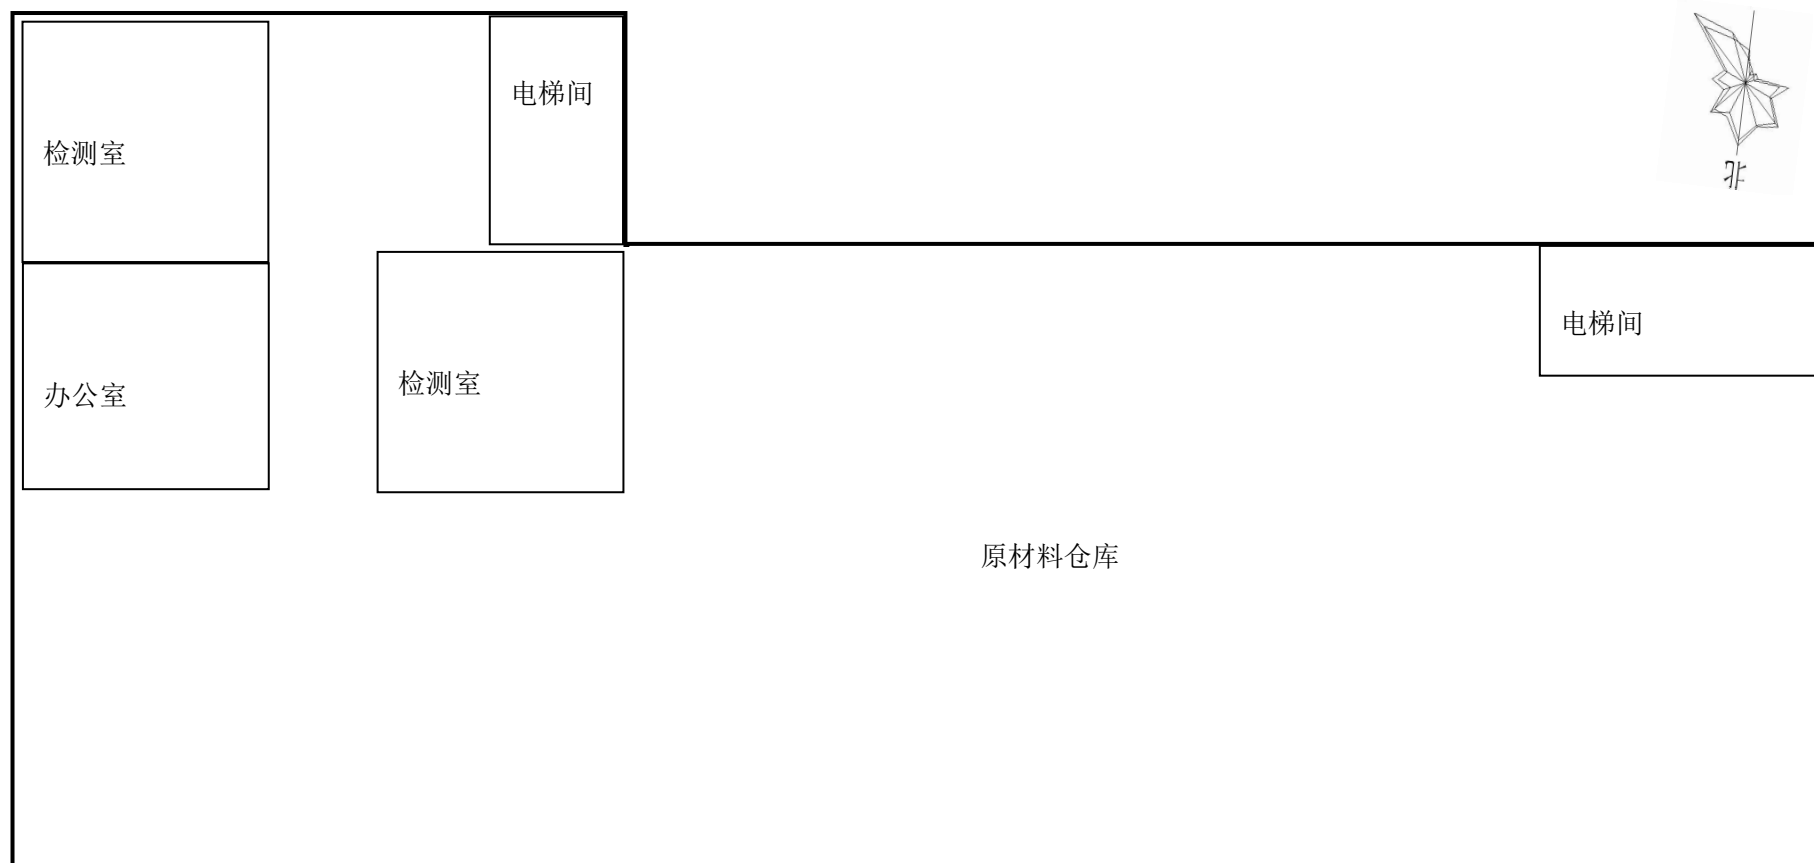 电梯间
检测室
北
电梯间
检测室
办公室
原材料仓库